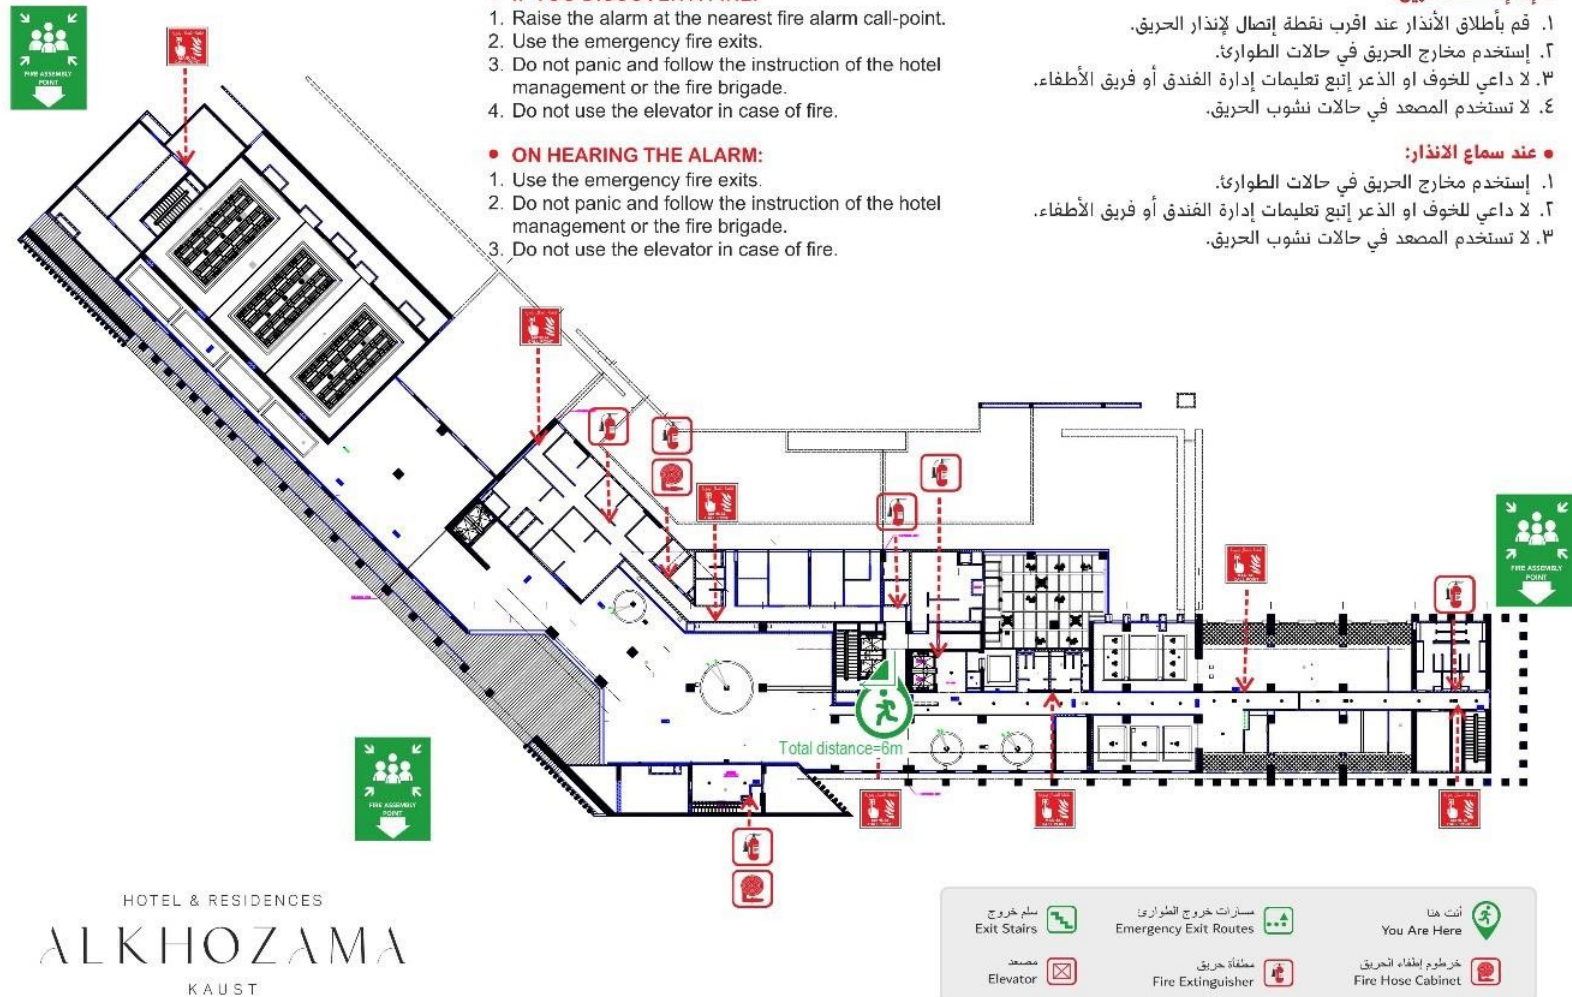 1. Raise the alarm at the nearest fire alarm call-point.
2. Use the emergency fire exits.
3. Do not panic and follow the instruction of the hotel
management or the fire brigade.
4. Do not use the elevator in case of fire.
• ON HEARING THE ALARM:
1. Use the emergency fire exits.
2. Do not panic and follow the instruction of the hotel
management or the fire brigade.
3. Do not use the elevator in case of fire.
١. قم بأطلاق الأنذار عند اقرب نقطة إتصال لإنذار الحريق.
٢. إستخدم مخارج الحريق في حالات الطوارئ.
٣. لا داعي للخوف او الذعر إتبع تعليمات إدارة الفندق أو فريق الأطفاء.
٤. لا تستخدم المصعد في حالات نشوب الحريق.
• عند سماع الانذار:
١. إستخدم مخارج الحريق في حالات الطوارئ.
٢. لا داعي للخوف او الذعر إتبع تعليمات إدارة الفندق أو فريق الأطفاء.
٣. لا تستخدم المصعد في حالات نشوب الحريق.
FIRE ASSEMBLY
POINT
FIRE ASSEMBLY
POINT
FIRE ASSEMBLY
POINT
Total distance=6m
HOTEL & RESIDENCES
ALKHOZAMA
KAUST
سلم خروج
Exit Stairs
مسارات خروج الطوارئ
Emergency Exit Routes
أنت هنا
You Are Here
مصعد
Elevator
مطفأة حريق
Fire Extinguisher
خرطوم إطفاء الحريق
Fire Hose Cabinet